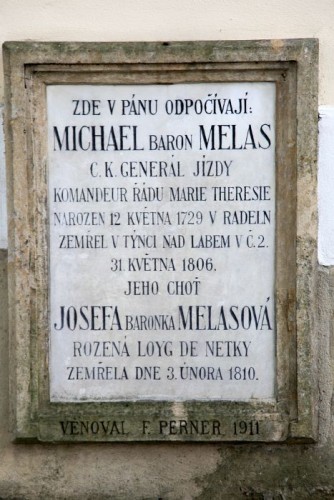 ZDE V PÁNU ODPOČÍVAJÍ:
MICHAEL BARON MELAS
C. K. GENERÁL JÍZDY
KOMANDEUR ŘÁDU MARIE THERESIE
NAROZEN 12 KVĚTNA 1729 V RADELN
ZEMŘEL V TÝNCI NAD LABEM V Č. 2.
31. KVĚTNA 1806.
JEHO CHOŤ
JOSEFA BARONKA MELASOVÁ
ROZENÁ LOYG DE NETKY
ZEMŘELA DNE 3. ÚNORA 1810.
VĚNOVAL F. PERNER. 1911